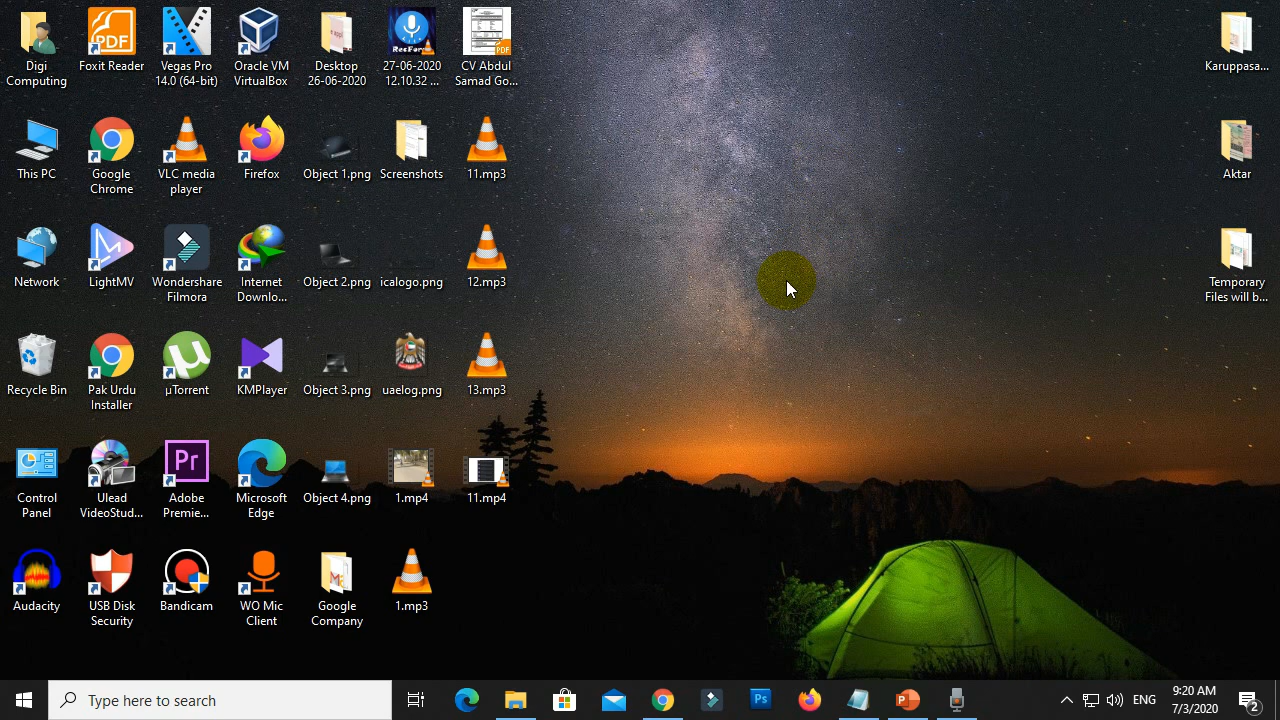 Digi
Computing
Foxit Reader
Vegas Pro
14.0 (64-bit)
Oracle VM
VirtualBox
Desktop
26-06-2020
27-06-2020
12.10.32 ...
CV Abdul
Samad Go...
Karuppasa...
PDF
RecForge
PDF
This PC
Google
Chrome
VLC media
player
Firefox
Object 1.png
Screenshots
11.mp3
Aktar
Network
LightMV
Wondershare
Filmora
Internet
Downlo...
Object 2.png
icalogo.png
12.mp3
Temporary
Files will b...
Recycle Bin
Pak Urdu
Installer
µTorrent
KMPlayer
Object 3.png
uaelog.png
13.mp3
Pr
Control
Panel
Ulead
VideoStud...
Adobe
Premie...
Microsoft
Edge
Object 4.png
1.mp4
11.mp4
Audacity
USB Disk
Security
Bandicam
WO Mic
Client
Google
Company
1.mp3
Type here to search
Ps
ENG
9:20 AM
7/3/2020
2